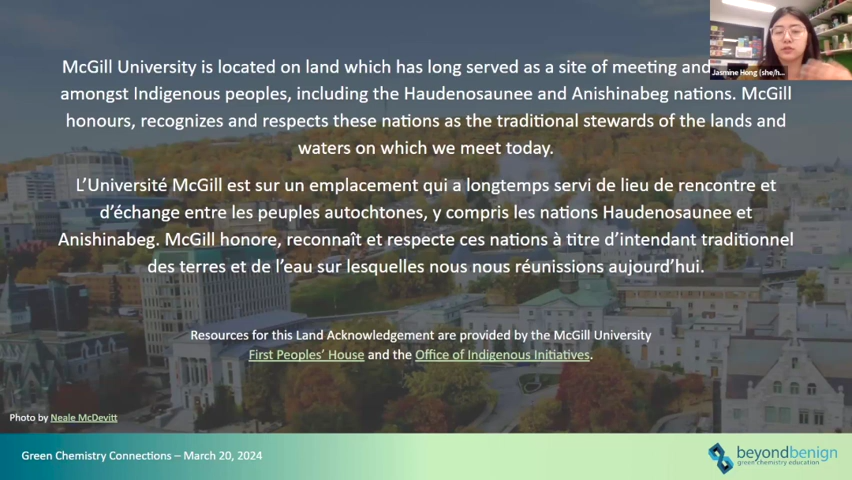 McGill University is located on land which has long served as a site of meeting and
amongst Indigenous peoples, including the Haudenosaunee and Anishinabeg nations. McGill
honours, recognizes and respects these nations as the traditional stewards of the lands and
waters on which we meet today.
L'Université McGill est sur un emplacement qui a longtemps servi de lieu de rencontre et
d'échange entre les peuples autochtones, y compris les nations Haudenosaunee et
Anishinabeg. McGill honore, reconnaît et respecte ces nations à titre d'intendant traditionnel
des terres et de l'eau sur lesquelles nous nous réunissions aujourd'hui.
Resources for this Land Acknowledgement are provided by the McGill University
First Peoples' House and the Office of Indigenous Initiatives.
Photo by Neale McDevitt
Green Chemistry Connections – March 20, 2024
beyondbenign
green chemistry education
Jasmine Hong (she/h...